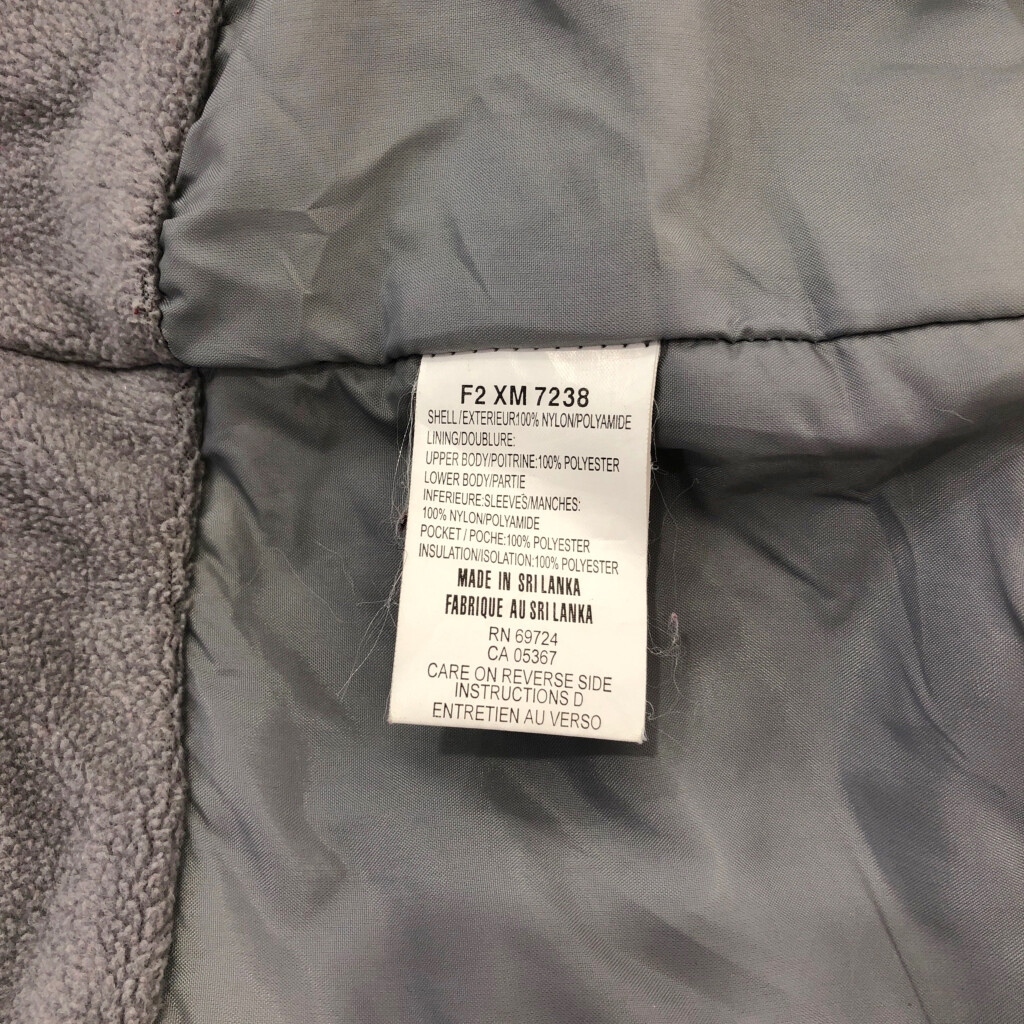 F2 XM 7238
SHELL/EXTERIEUR:100% NYLON/POLYAMIDE
LINING/DOUBLURE:
UPPER BODY/POITRINE:100% POLYESTER
LOWER BODY/PARTIE
INFERIEURE:SLEEVES/MANCHES:
100% NYLON/POLYAMIDE
POCKET / POCHE:100% POLYESTER
INSULATION/ISOLATION:100% POLYESTER
MADE IN SRI LANKA
FABRIQUE AU SRI LANKA
RN 69724
CA 05367
CARE ON REVERSE SIDE
INSTRUCTIONS D
ENTRETIEN AU VERSO